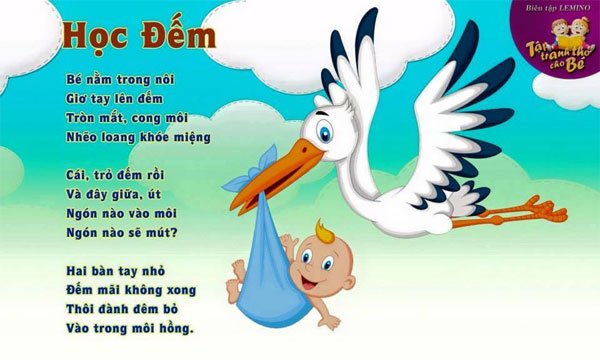 Học Đếm
Biên tập LEMINO
Tập
tranh thơ
cho Bé
Bé nằm trong nôi
Giơ tay lên đếm
Tròn mắt, cong môi
Nhẽo loang khóe miệng
Cái, trỏ đếm rồi
Và đây giữa, út
Ngón nào vào môi
Ngón nào sẽ mút?
Hai bàn tay nhỏ
Đếm mãi không xong
Thôi đành đêm bỏ
Vào trong môi hồng.